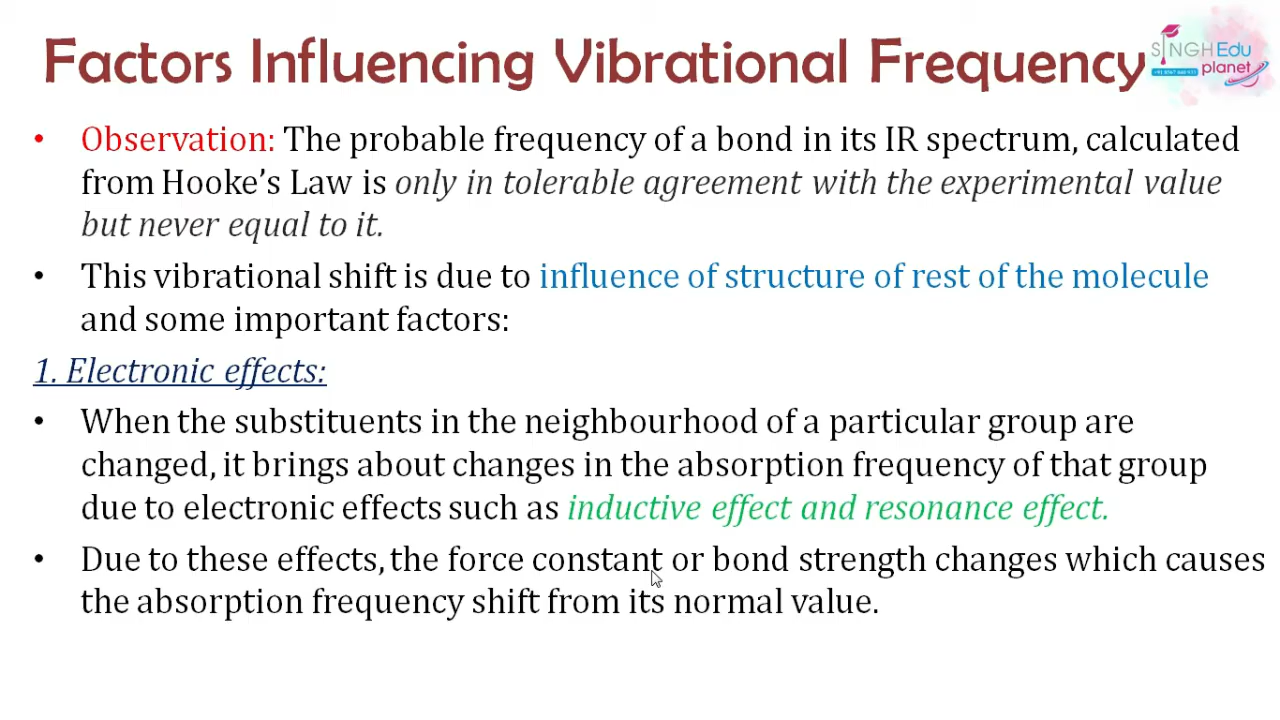 Factors Influencing Vibrational Frequency
SINGH Edu
planet
• Observation: The probable frequency of a bond in its IR spectrum, calculated
from Hooke’s Law is only in tolerable agreement with the experimental value
but never equal to it.
• This vibrational shift is due to influence of structure of rest of the molecule
and some important factors:
1. Electronic effects:
• When the substituents in the neighbourhood of a particular group are
changed, it brings about changes in the absorption frequency of that group
due to electronic effects such as inductive effect and resonance effect.
• Due to these effects, the force constant or bond strength changes which causes
the absorption frequency shift from its normal value.